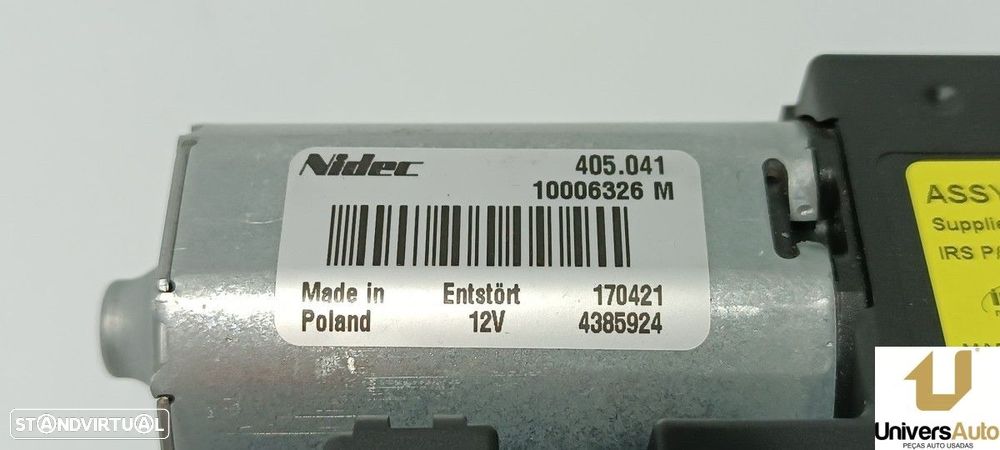 Nidec 405.041
10006326 M
Made in Entstört 170421
Poland 12V 4385924
ASSY
Supplie
IRS PA
STANDVIRTUAL
UniversAuto
PEÇAS AUTO USADAS